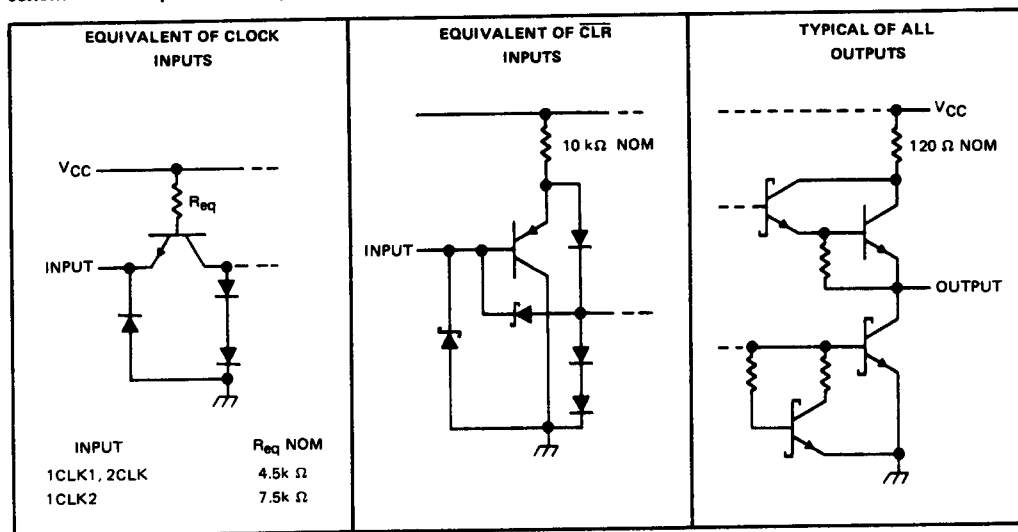 EQUIVALENT OF CLOCK
INPUTS
VCC
Req
INPUT
INPUT Req NOM
1CLK1, 2CLK 4.5k Ω
1CLK2 7.5k Ω
EQUIVALENT OF C̅L̅R̅
INPUTS
10 kΩ NOM
INPUT
TYPICAL OF ALL
OUTPUTS
VCC
120 Ω NOM
OUTPUT